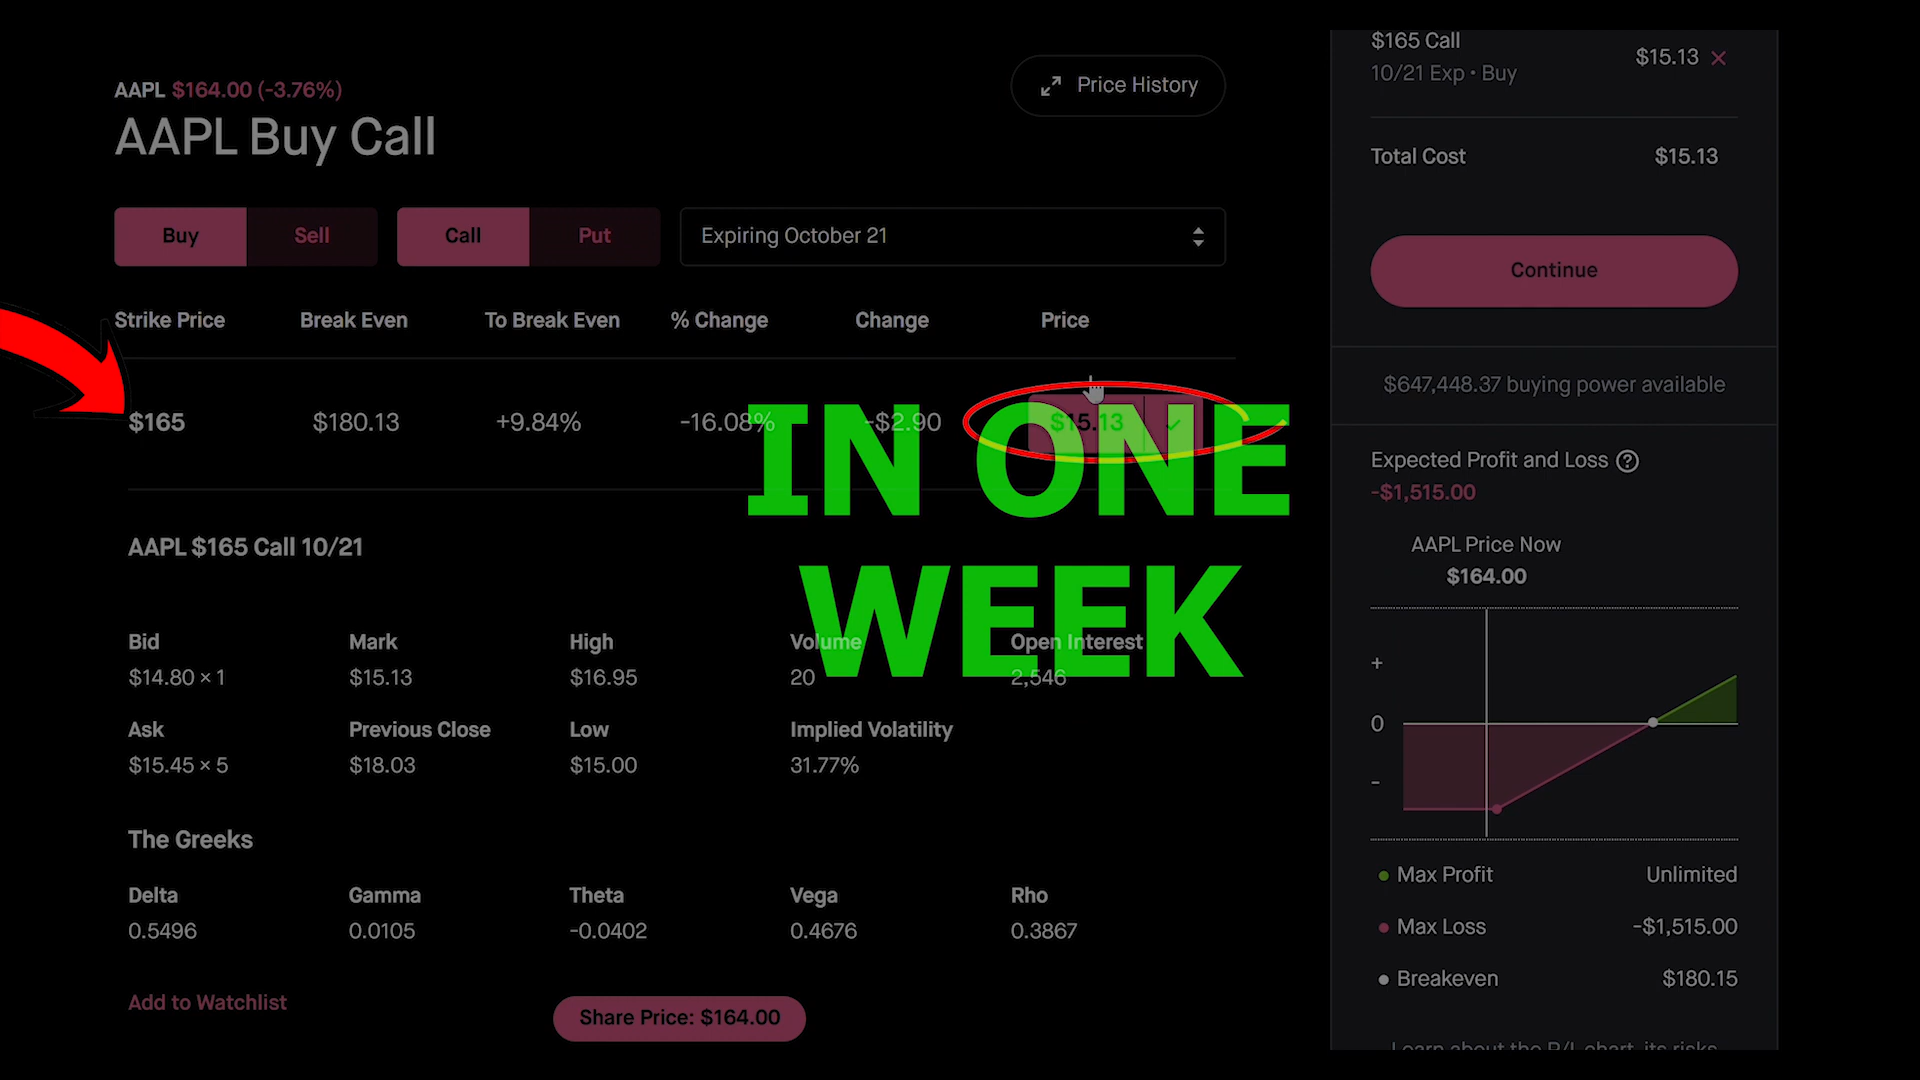 AAPL $164.00 (-3.76%)
AAPL Buy Call
Price History
Buy
Sell
Call
Put
Expiring October 21
Strike Price
Break Even
To Break Even
% Change
Change
Price
$165
$180.13
+9.84%
-16.08%
-$2.90
$15.13
IN ONE
WEEK
AAPL $165 Call 10/21
Bid
Mark
High
Volume
Open Interest
$14.80 × 1
$15.13
$16.95
20
2,546
Ask
Previous Close
Low
Implied Volatility
$15.45 × 5
$18.03
$15.00
31.77%
The Greeks
Delta
Gamma
Theta
Vega
Rho
0.5496
0.0105
-0.0402
0.4676
0.3867
Add to Watchlist
Share Price: $164.00
$165 Call
10/21 Exp • Buy
$15.13
Total Cost
$15.13
Continue
$647,448.37 buying power available
Expected Profit and Loss ?
-$1,515.00
AAPL Price Now
$164.00
+
0
-
Max Profit
Unlimited
Max Loss
-$1,515.00
Breakeven
$180.15
Learn about the P/L chart, its risks